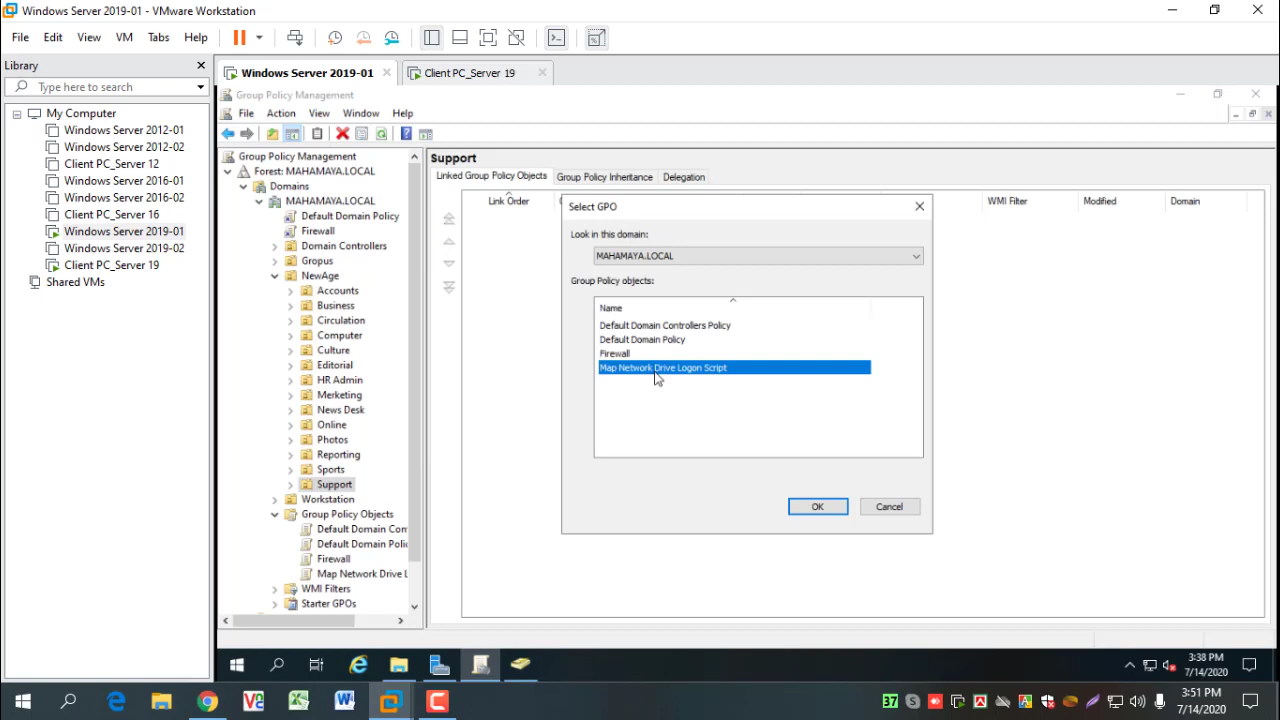 Windows Server 2019-01 - VMware Workstation
File Edit View VM Tabs Help
Library
Type here to search
My Computer
Windows Server 2012-01
Windows Server 2012-02
Client PC_Server 12
Windows Server 2016-01
Windows Server 2016-02
Client PC_Server 16
Windows Server 2019-01
Windows Server 2019-02
Client PC_Server 19
Shared VMs
Windows Server 2019-01
Client PC_Server 19
Group Policy Management
File Action View Window Help
Group Policy Management
Forest: MAHAMAYA.LOCAL
Domains
MAHAMAYA.LOCAL
Default Domain Policy
Firewall
Domain Controllers
Gropus
NewAge
Accounts
Business
Circulation
Computer
Culture
Editorial
HR Admin
Merketing
News Desk
Online
Photos
Reporting
Sports
Support
Workstation
Group Policy Objects
Default Domain Con
Default Domain Polic
Firewall
Map Network Drive L
WMI Filters
Starter GPOs
Support
Linked Group Policy Objects Group Policy Inheritance Delegation
Link Order WMI Filter Modified Domain
Select GPO
Look in this domain:
MAHAMAYA.LOCAL
Group Policy objects:
Name
Default Domain Controllers Policy
Default Domain Policy
Firewall
Map Network Drive Logon Script
OK Cancel
3:38 PM
7/14/2020
37
3:51 PM
7/14/2020